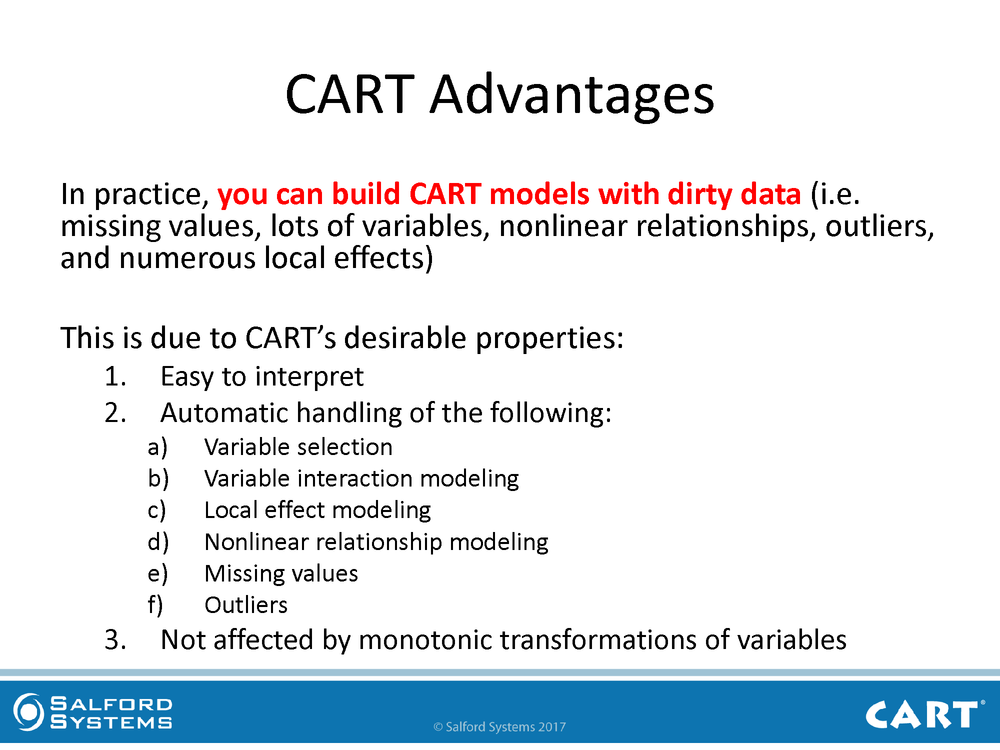 CART Advantages
In practice, you can build CART models with dirty data (i.e.
missing values, lots of variables, nonlinear relationships, outliers,
and numerous local effects)
This is due to CART’s desirable properties:
1. Easy to interpret
2. Automatic handling of the following:
a) Variable selection
b) Variable interaction modeling
c) Local effect modeling
d) Nonlinear relationship modeling
e) Missing values
f) Outliers
3. Not affected by monotonic transformations of variables
SALFORD
SYSTEMS
© Salford Systems 2017
CART®